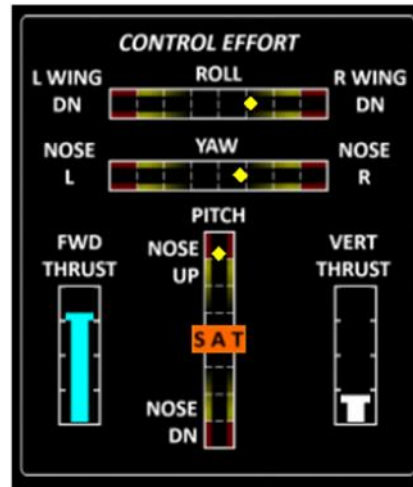 CONTROL EFFORT
L WING DN
ROLL
R WING DN
NOSE L
YAW
NOSE R
PITCH
FWD THRUST
NOSE UP
VERT THRUST
SAT
NOSE DN